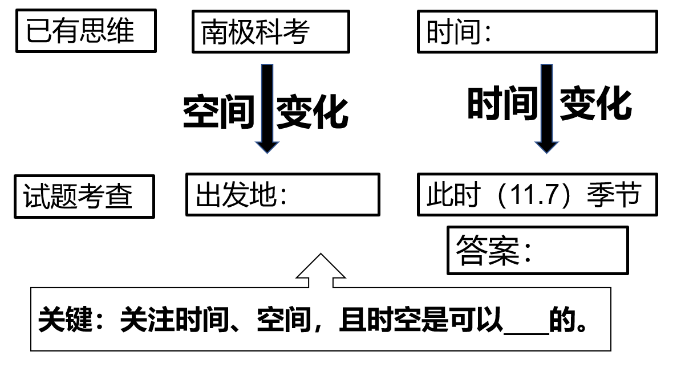 已有思维 南极科考 时间：
空间变化 时间变化
试题考查 出发地： 此时（11.7）季节
答案：
关键：关注时间、空间，且时空是可以___的。